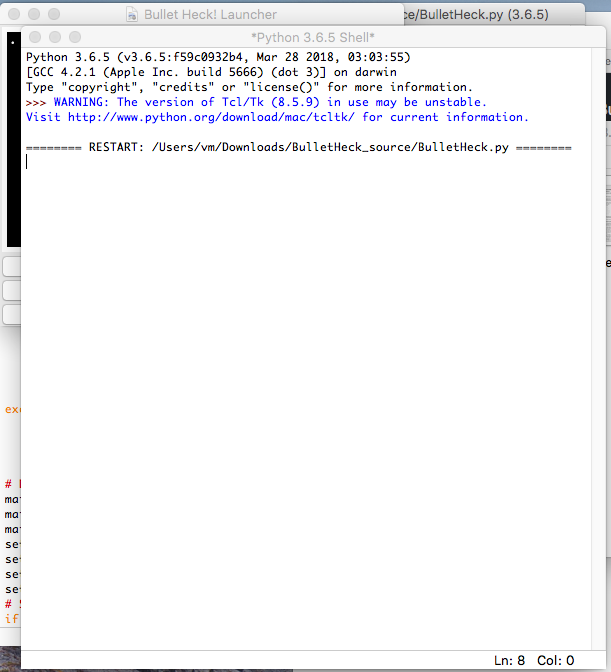 Bullet Heck! Launcher
ce/BulletHeck.py (3.6.5)
*Python 3.6.5 Shell*
Python 3.6.5 (v3.6.5:f59c0932b4, Mar 28 2018, 03:03:55)
[GCC 4.2.1 (Apple Inc. build 5666) (dot 3)] on darwin
Type "copyright", "credits" or "license()" for more information.
>>> WARNING: The version of Tcl/Tk (8.5.9) in use may be unstable.
Visit http://www.python.org/download/mac/tcltk/ for current information.
======== RESTART: /Users/vm/Downloads/BulletHeck_source/BulletHeck.py ========
exc
#
ma
ma
ma
se
se
se
se
#
if
Ln: 8 Col: 0